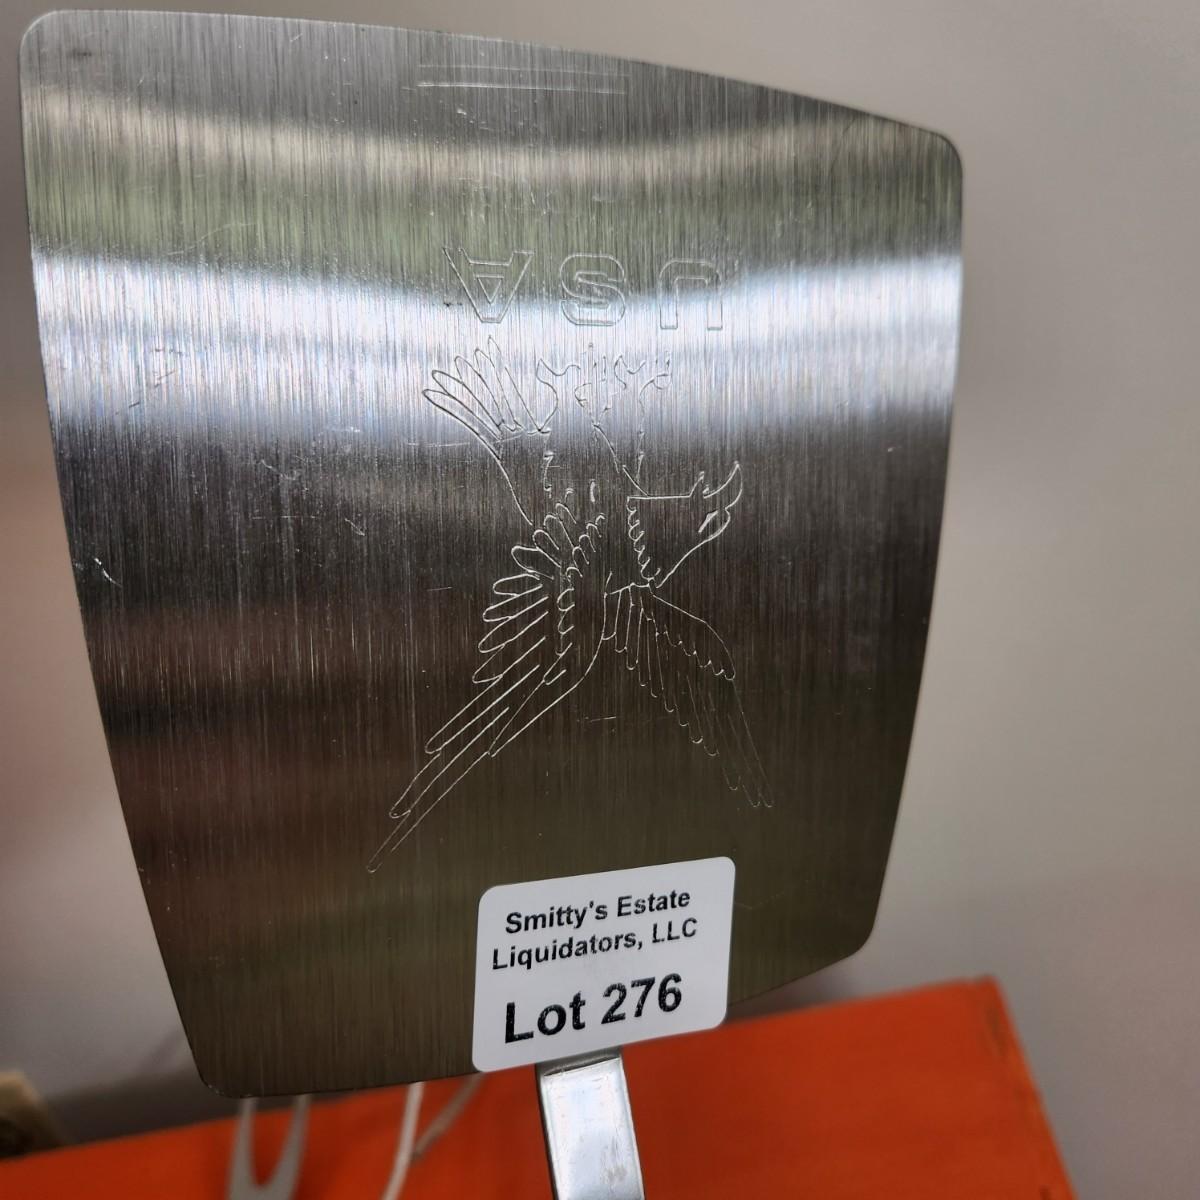 USA
Smitty's Estate
Liquidators, LLC
Lot 276